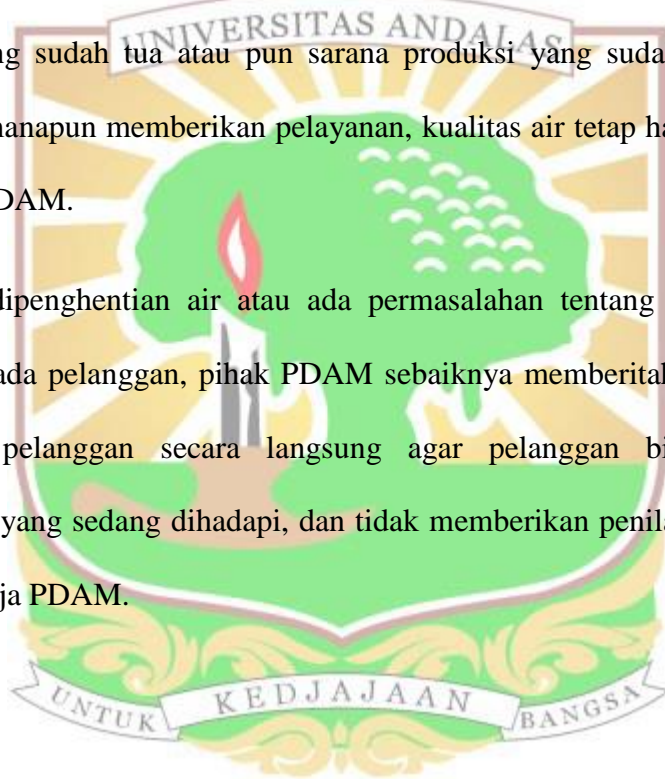 UNIVERSITAS ANDALAS
ng sudah tua atau pun sarana produksi yang suda
manapun memberikan pelayanan, kualitas air tetap ha
DAM.
dipenghentian air atau ada permasalahan tentang
ada pelanggan, pihak PDAM sebaiknya memberitah
pelanggan secara langsung agar pelanggan bi
yang sedang dihadapi, dan tidak memberikan penila
ja PDAM.
UNTUK KEDJAJAAN BANGSA